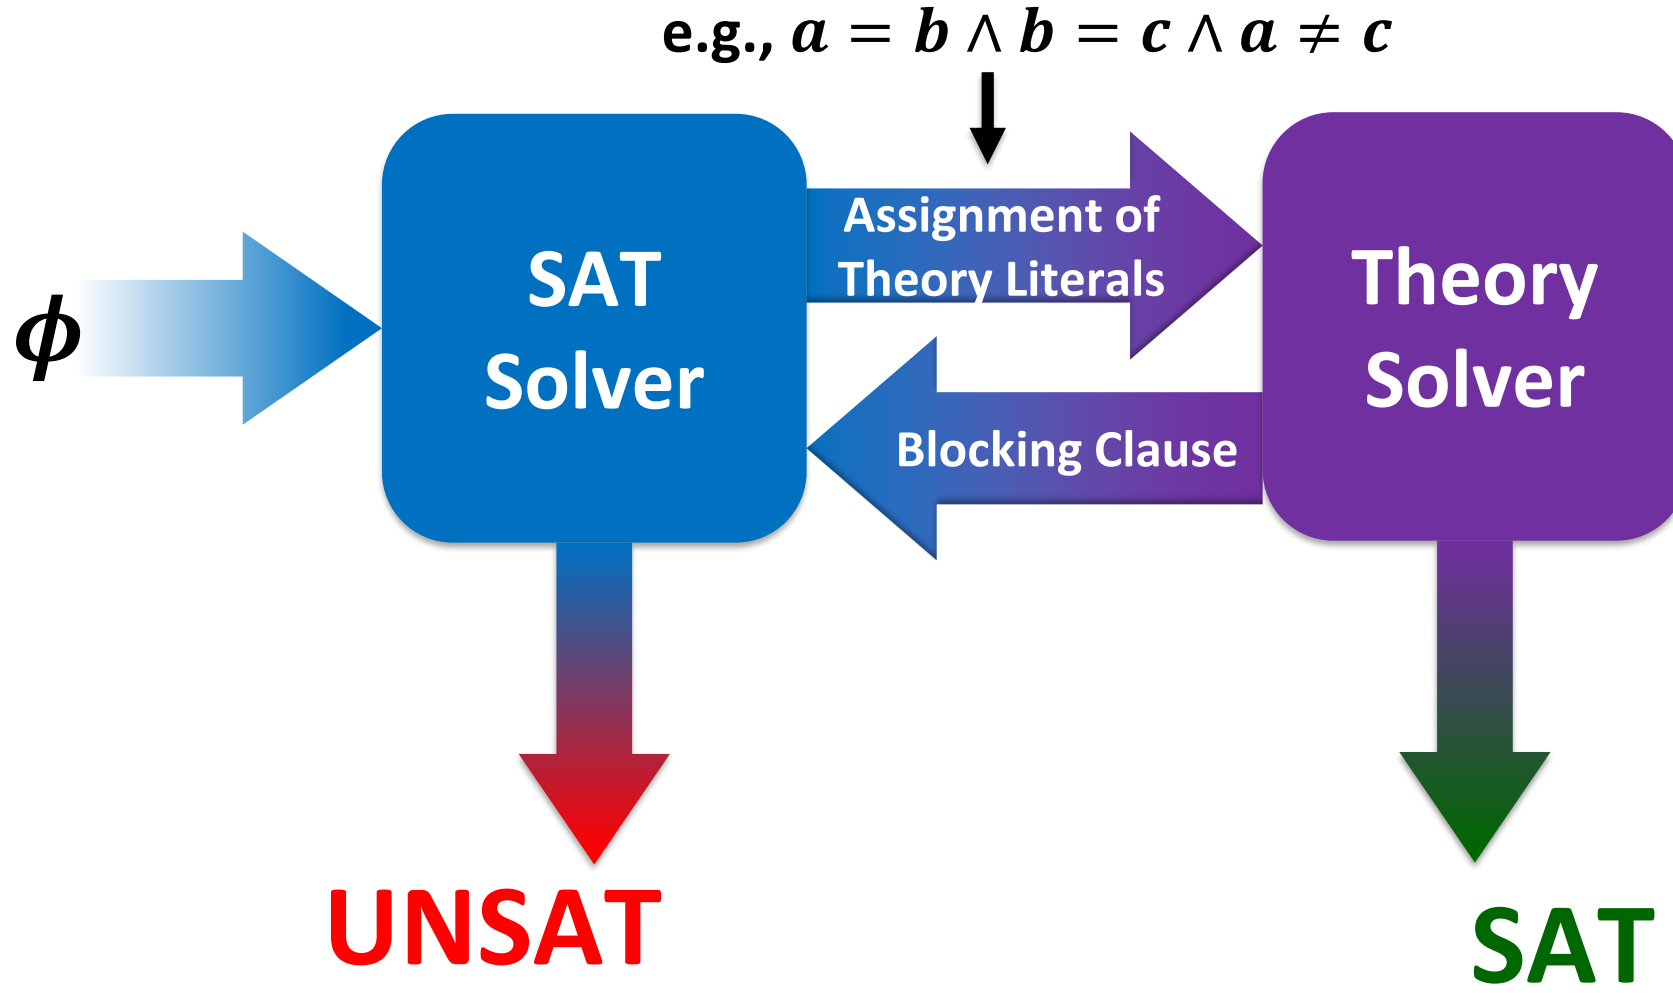 e.g., a = b ∧ b = c ∧ a ≠ c
Assignment of
Theory Literals
SAT
Solver
Theory
Solver
ϕ
Blocking Clause
UNSAT
SAT